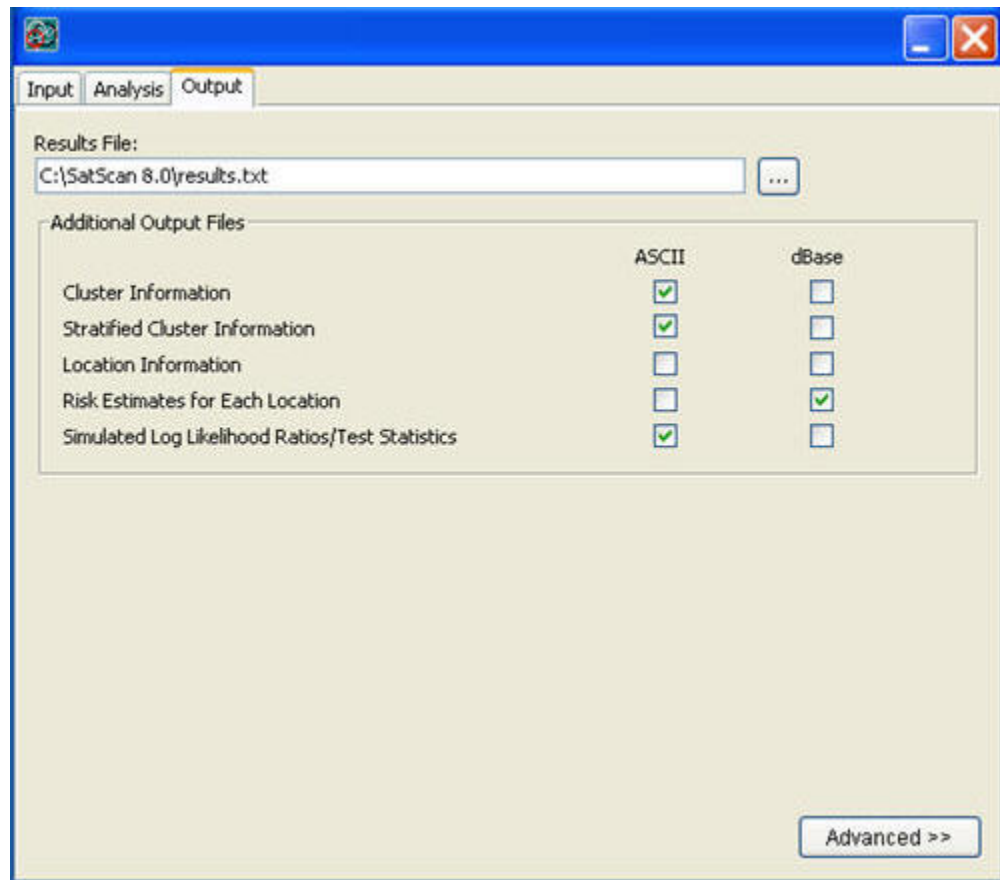 Input Analysis Output
Results File:
C:\SatScan 8.0\results.txt ...
Additional Output Files
ASCII dBase
Cluster Information
Stratified Cluster Information
Location Information
Risk Estimates for Each Location
Simulated Log Likelihood Ratios/Test Statistics
Advanced >>